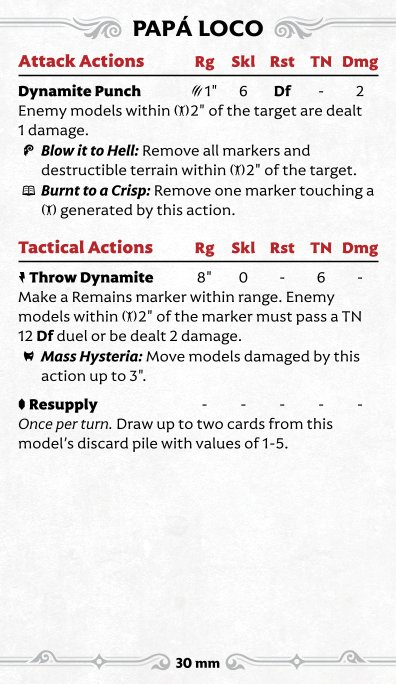 PAPÁ LOCO
Attack Actions Rg Skl Rst TN Dmg
Dynamite Punch 1" 6 Df - 2
Enemy models within 2" of the target are dealt
1 damage.
Blow it to Hell: Remove all markers and
destructible terrain within 2" of the target.
Burnt to a Crisp: Remove one marker touching a
generated by this action.
Tactical Actions Rg Skl Rst TN Dmg
Throw Dynamite 8" 0 - 6 -
Make a Remains marker within range. Enemy
models within 2" of the marker must pass a TN
12 Df duel or be dealt 2 damage.
Mass Hysteria: Move models damaged by this
action up to 3".
Resupply - - - - -
Once per turn. Draw up to two cards from this
model's discard pile with values of 1-5.
30 mm